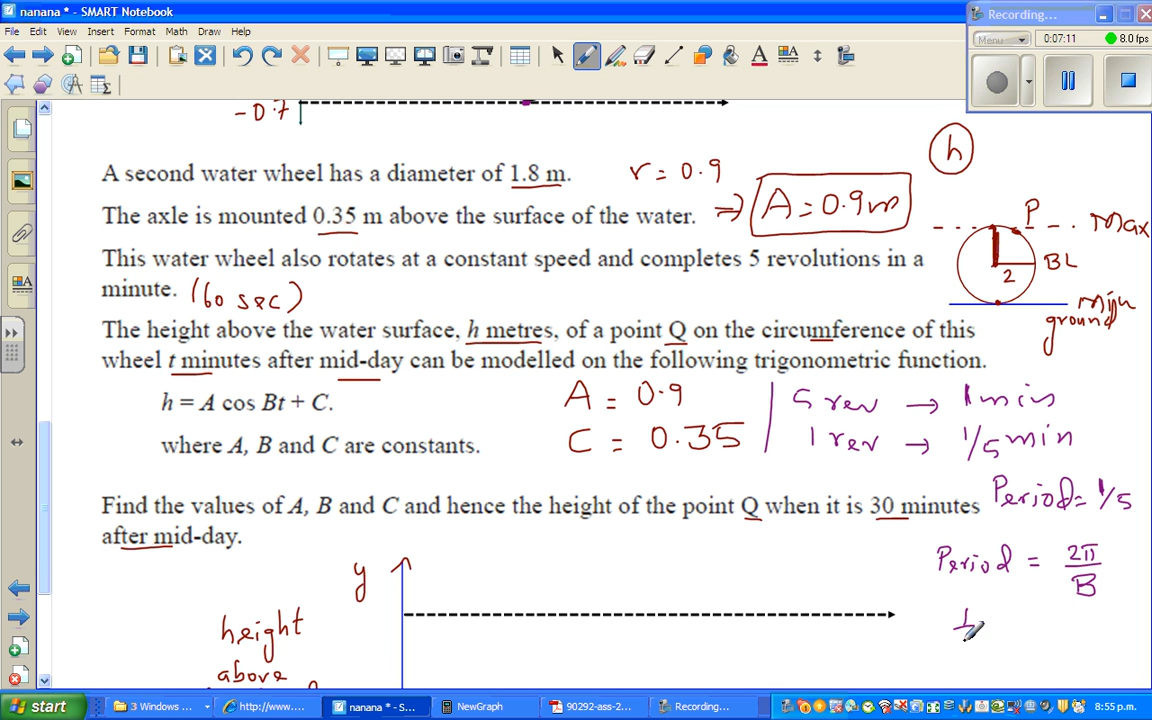 nanana * - SMART Notebook
Recording...
File Edit View Insert Format Math Draw Help
Menu
0:07:11
8.0 fps
-0.7
h
A second water wheel has a diameter of 1.8 m.
r = 0.9
The axle is mounted 0.35 m above the surface of the water.
⇒ A = 0.9m
P
Max
This water wheel also rotates at a constant speed and completes 5 revolutions in a
minute. (60 sec)
2
BL
Min
ground
The height above the water surface, h metres, of a point Q on the circumference of this
wheel t minutes after mid-day can be modelled on the following trigonometric function.
h = A cos Bt + C.
A = 0.9
5 rev → 1 min
where A, B and C are constants.
C = 0.35
1 rev → 1/5 min
Find the values of A, B and C and hence the height of the point Q when it is 30 minutes
after mid-day.
Period = 1/5
Period = 2π/B
y
height
above
start
3 Windows ...
http://www....
nanana * - S...
NewGraph
90292-ass-2...
Recording...
8:55 p.m.